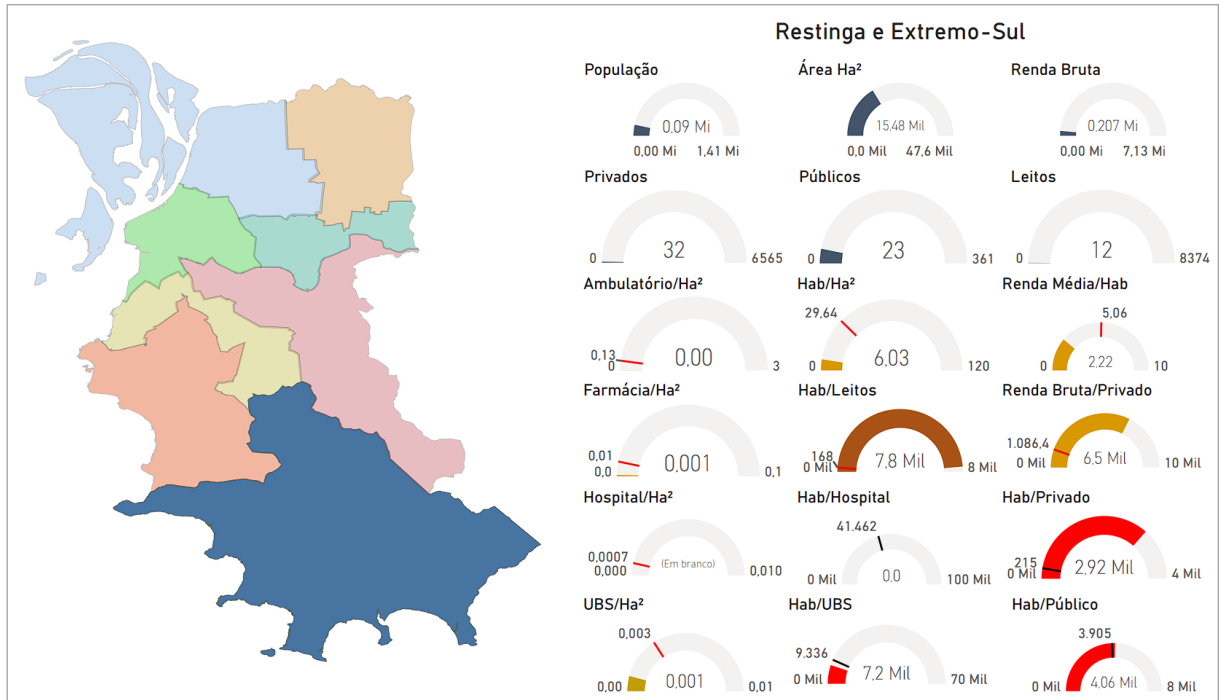 Restinga e Extremo-Sul
População
0,09 Mi
0,00 Mi 1,41 Mi
Área Ha²
15,48 Mil
0,0 Mil 47,6 Mil
Renda Bruta
0,207 Mi
0,00 Mi 7,13 Mi
Privados
32
0 6565
Públicos
23
0 361
Leitos
12
0 8374
Ambulatório/Ha²
0,13
0 0,00 3
Hab/Ha²
29,64
0 6,03 120
Renda Média/Hab
5,06
0 2,22 10
Farmácia/Ha²
0,01
0,0 0,001 0,1
Hab/Leitos
168
0 Mil 7,8 Mil 8 Mil
Renda Bruta/Privado
1.086,4
0 Mil 6,5 Mil 10 Mil
Hospital/Ha²
0,0007
0,000 (Em branco) 0,010
Hab/Hospital
41.462
0 Mil 0,0 100 Mil
Hab/Privado
215
0 Mil 2,92 Mil 4 Mil
UBS/Ha²
0,003
0,00 0,001 0,01
Hab/UBS
9.336
0 Mil 7,2 Mil 70 Mil
Hab/Público
3.905
0 Mil 4,06 Mil 8 Mil